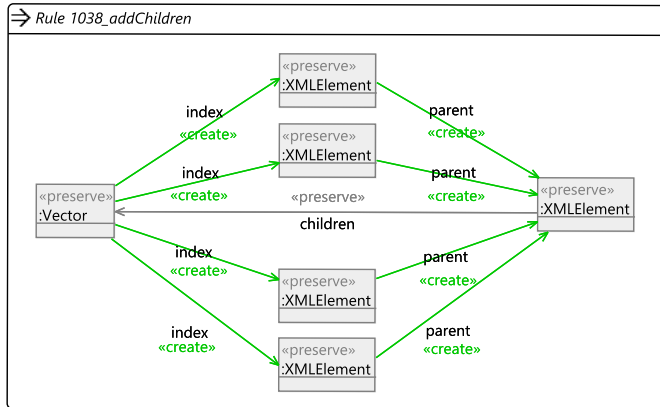 Rule 1038_addChildren
«preserve»
:XMLElement
index
«create»
parent
«create»
«preserve»
:XMLElement
index
«create»
parent
«create»
«preserve»
:Vector
«preserve»
children
«preserve»
:XMLElement
index
«create»
parent
«create»
«preserve»
:XMLElement
index
«create»
parent
«create»
«preserve»
:XMLElement